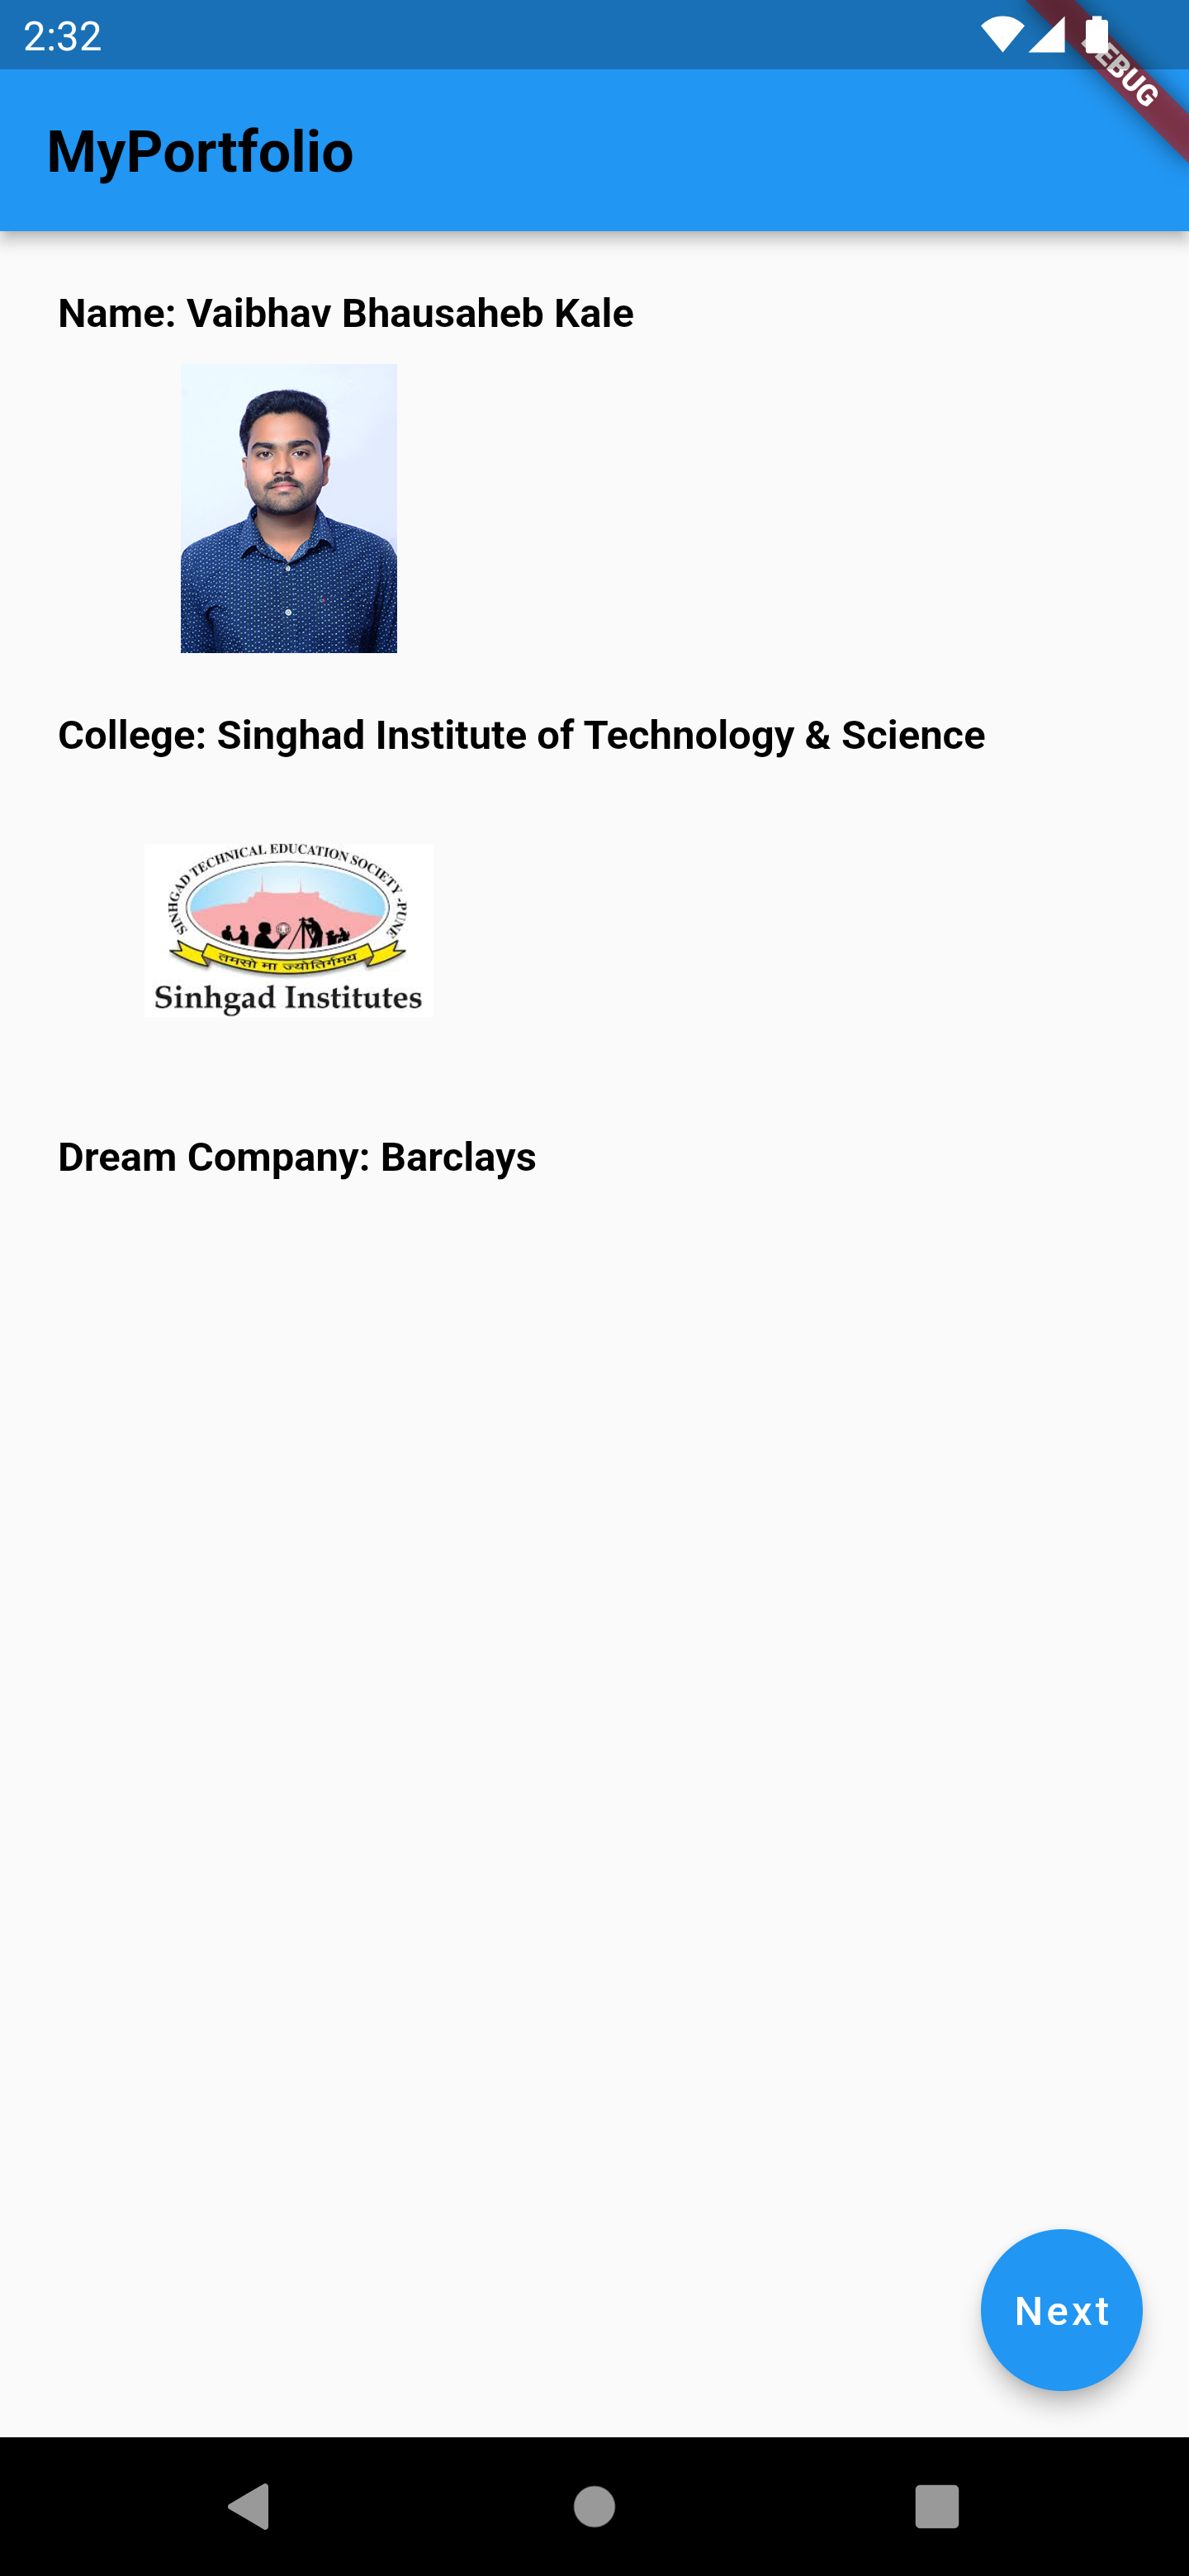 2:32
DEBUG
MyPortfolio
Name: Vaibhav Bhausaheb Kale
College: Singhad Institute of Technology & Science
SINHGAD TECHNICAL EDUCATION SOCIETY-PUNE
तमसो मा ज्योतिर्गमय
Sinhgad Institutes
Dream Company: Barclays
Next